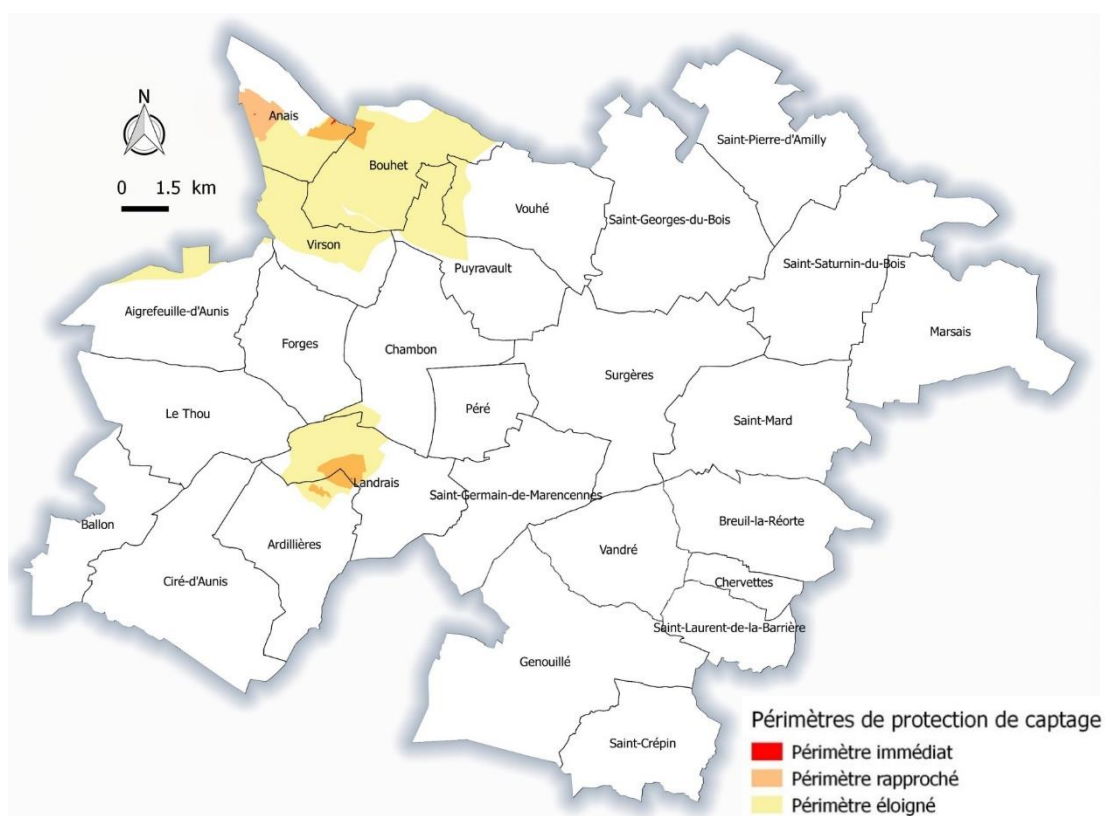 N
0 1.5 km
Anais
Saint-Pierre-d'Amilly
Bouhet
Vouhé
Saint-Georges-du-Bois
Virson
Puyravault
Saint-Saturnin-du-Bois
Aigrefeuille-d'Aunis
Marsais
Forges
Chambon
Surgères
Le Thou
Péré
Saint-Mard
Landrais
Saint-Germain-de-Marencennes
Ballon
Breuil-la-Réorte
Ardillières
Vandré
Ciré-d'Aunis
Chervettes
Saint-Laurent-de-la-Barrière
Genouillé
Saint-Crépin
Périmètres de protection de captage
Périmètre immédiat
Périmètre rapproché
Périmètre éloigné